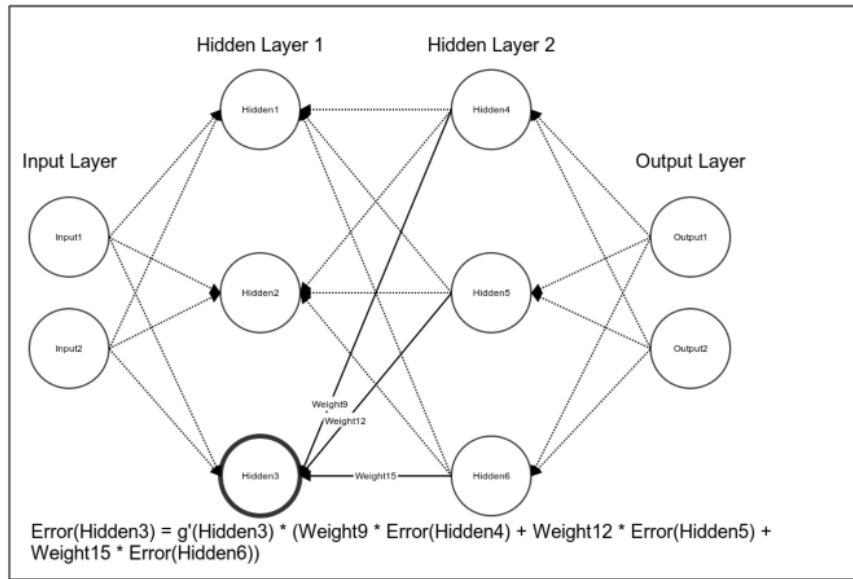 Hidden Layer 1
Hidden Layer 2
Input Layer
Output Layer
Hidden1
Hidden4
Input1
Output1
Hidden2
Hidden5
Input2
Output2
Weight9
Weight12
Hidden3
Weight15
Hidden6
Error(Hidden3) = g'(Hidden3) * (Weight9 * Error(Hidden4) + Weight12 * Error(Hidden5) +
Weight15 * Error(Hidden6))